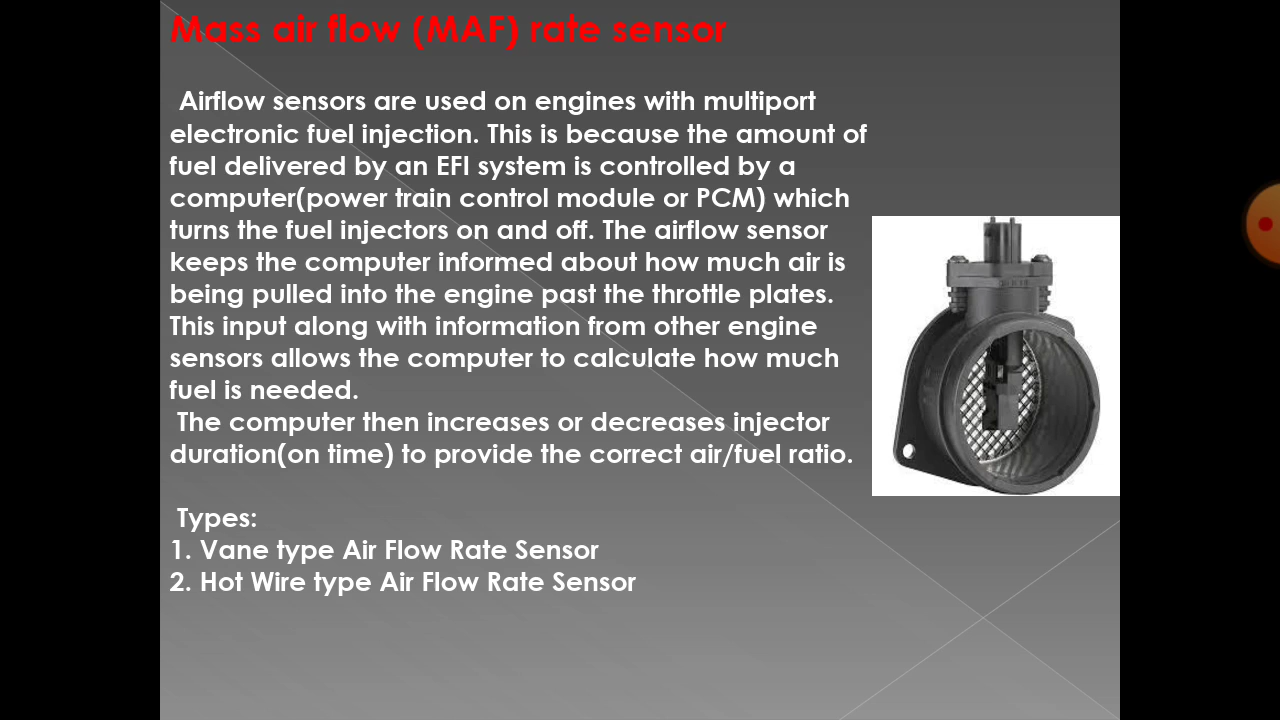 Mass air flow (MAF) rate sensor
Airflow sensors are used on engines with multiport
electronic fuel injection. This is because the amount of
fuel delivered by an EFI system is controlled by a
computer(power train control module or PCM) which
turns the fuel injectors on and off. The airflow sensor
keeps the computer informed about how much air is
being pulled into the engine past the throttle plates.
This input along with information from other engine
sensors allows the computer to calculate how much
fuel is needed.
The computer then increases or decreases injector
duration(on time) to provide the correct air/fuel ratio.
Types:
1. Vane type Air Flow Rate Sensor
2. Hot Wire type Air Flow Rate Sensor